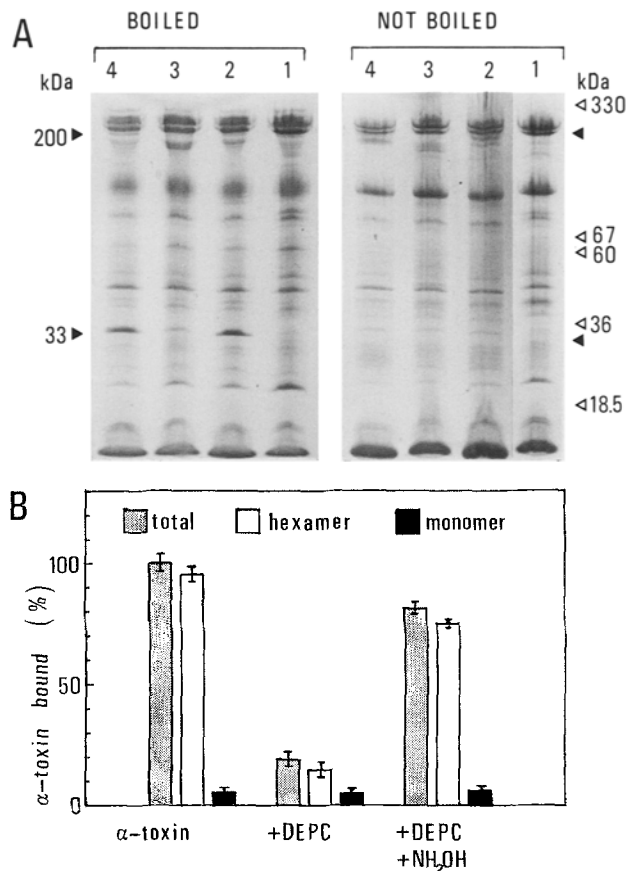 A
BOILED
NOT BOILED
kDa 4 3 2 1
4 3 2 1 kDa
200 ▶
33 ▶
◁ 330
◀
◁ 67
◁ 60
◁ 36
◀
◁ 18.5
B
total hexamer monomer
α-toxin bound (%)
100
50
0
α-toxin +DEPC +DEPC
+NH₂OH